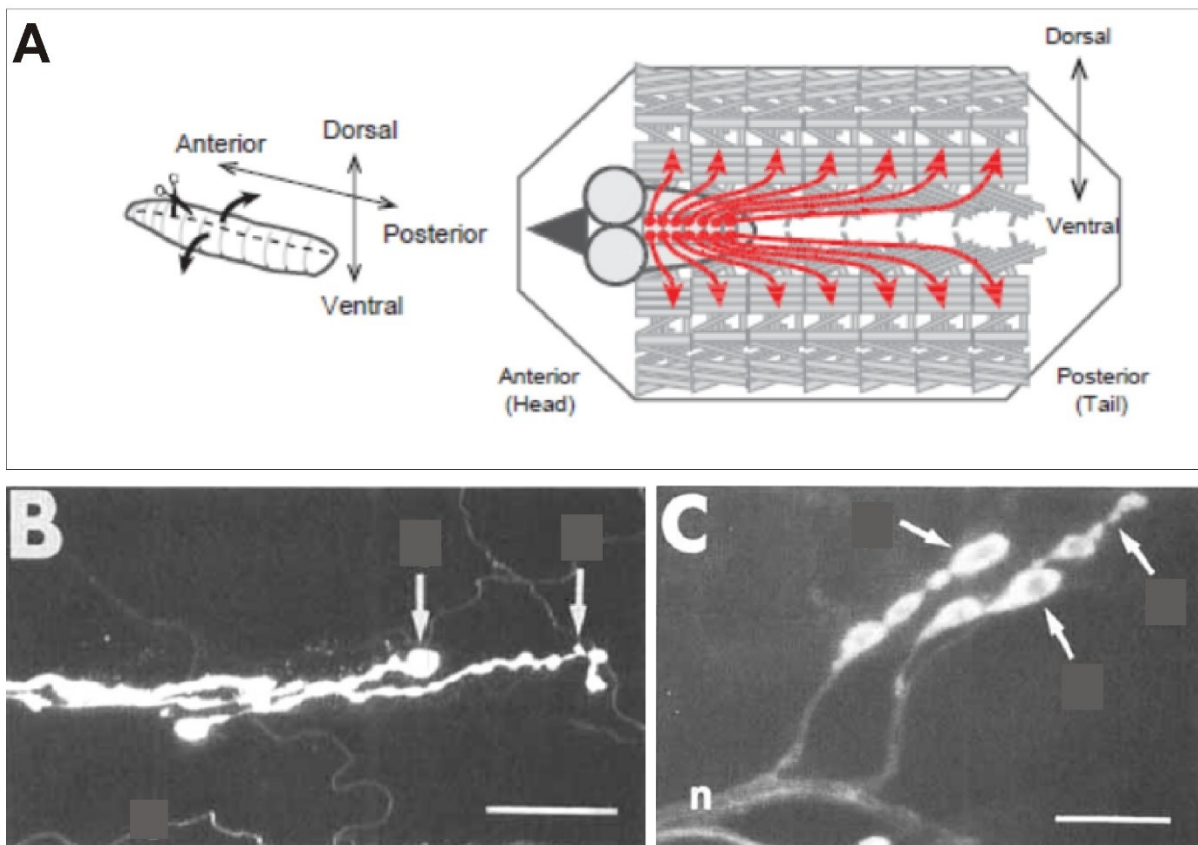 A
Dorsal
Anterior
Posterior
Ventral
Dorsal
Ventral
Anterior
(Head)
Posterior
(Tail)
B
C
n